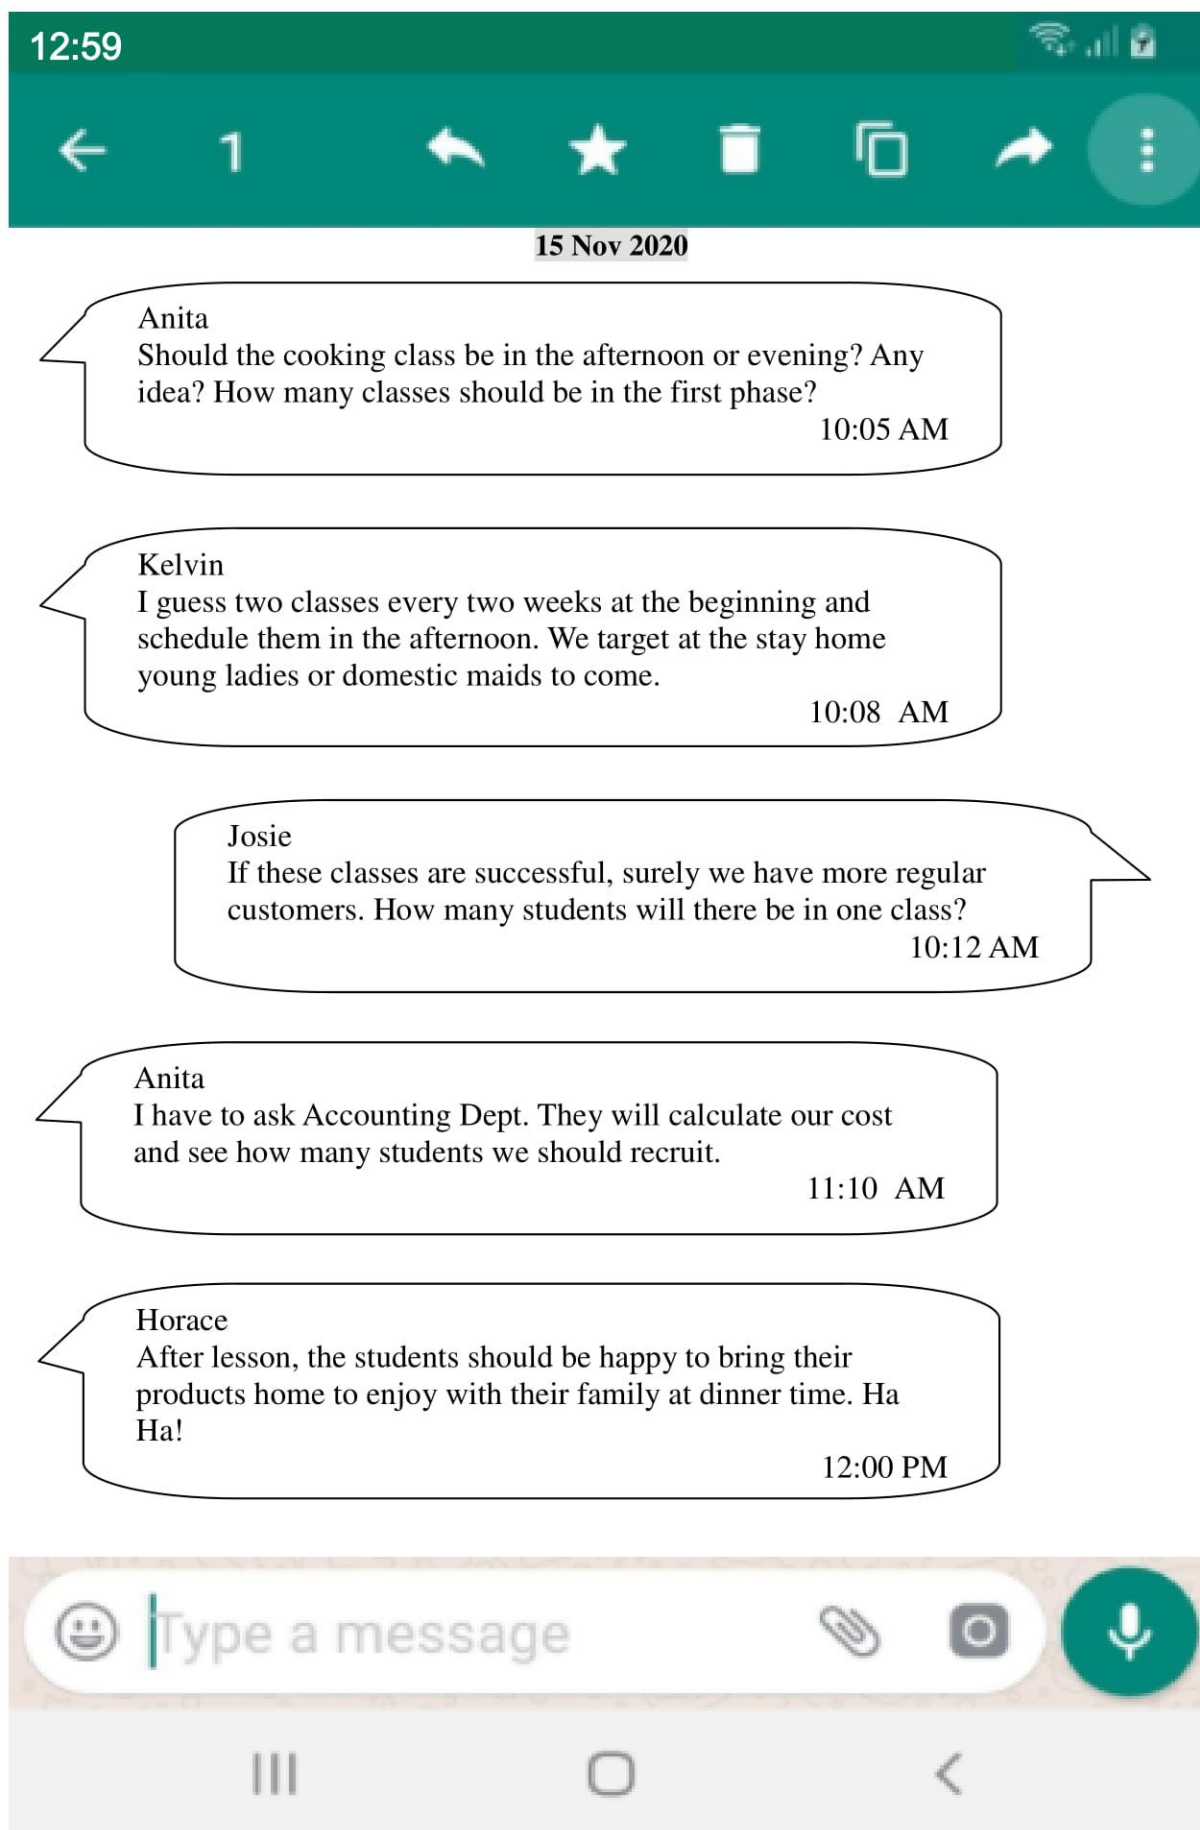 12:59
1
15 Nov 2020
Anita
Should the cooking class be in the afternoon or evening? Any
idea? How many classes should be in the first phase?
10:05 AM
Kelvin
I guess two classes every two weeks at the beginning and
schedule them in the afternoon. We target at the stay home
young ladies or domestic maids to come.
10:08 AM
Josie
If these classes are successful, surely we have more regular
customers. How many students will there be in one class?
10:12 AM
Anita
I have to ask Accounting Dept. They will calculate our cost
and see how many students we should recruit.
11:10 AM
Horace
After lesson, the students should be happy to bring their
products home to enjoy with their family at dinner time. Ha
Ha!
12:00 PM
Type a message